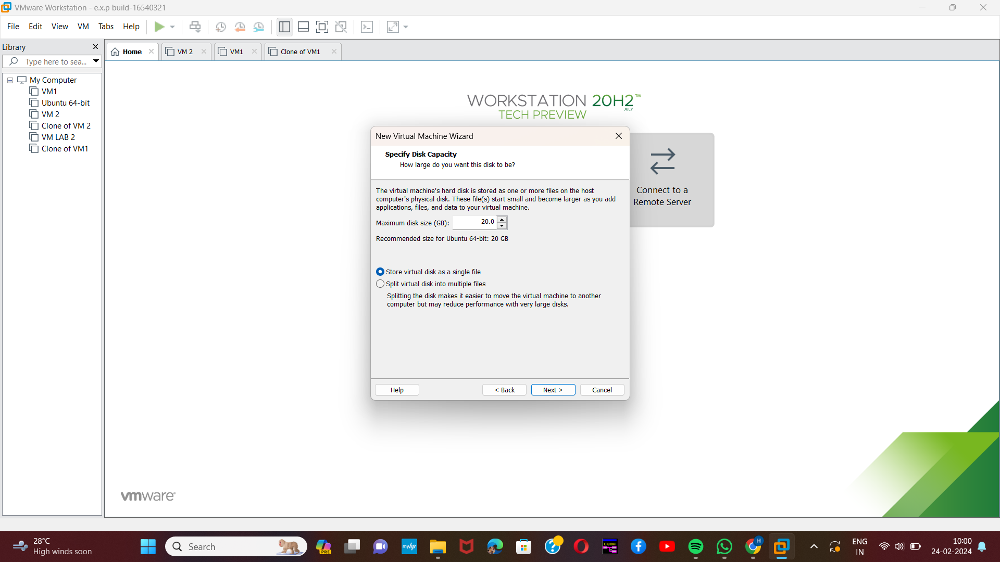 VMware Workstation - e.x.p build-16540321
File Edit View VM Tabs Help
Library
Home VM 2 VM1 Clone of VM1
Type here to sea...
My Computer
VM1
Ubuntu 64-bit
VM 2
Clone of VM 2
VM LAB 2
Clone of VM1
WORKSTATION 20H2™
JULY
TECH PREVIEW
New Virtual Machine Wizard
Specify Disk Capacity
How large do you want this disk to be?
The virtual machine's hard disk is stored as one or more files on the host
computer's physical disk. These file(s) start small and become larger as you add
applications, files, and data to your virtual machine.
Maximum disk size (GB): 20.0
Recommended size for Ubuntu 64-bit: 20 GB
Store virtual disk as a single file
Split virtual disk into multiple files
Splitting the disk makes it easier to move the virtual machine to another
computer but may reduce performance with very large disks.
Help < Back Next > Cancel
Connect to a
Remote Server
vmware
28°C
High winds soon
Search
PRE
myhp
DATA
H
ENG
IN
10:00
24-02-2024